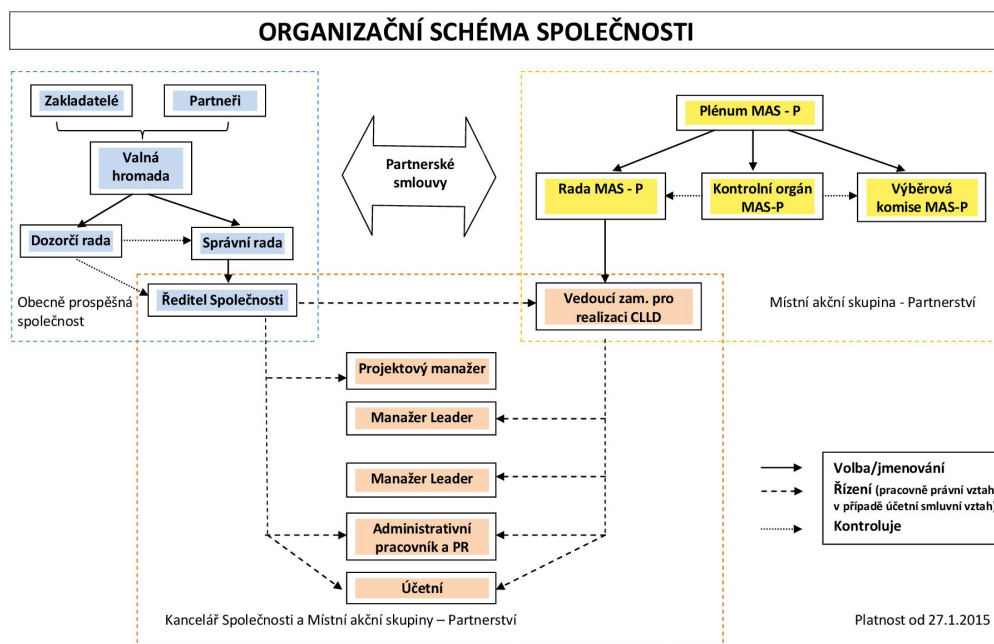 ORGANIZAČNÍ SCHÉMA SPOLEČNOSTI
Zakladatelé
Partneři
Valná
hromada
Dozorčí rada
Správní rada
Ředitel Společnosti
Obecně prospěšná
společnost
Partnerské
smlouvy
Plénum MAS - P
Rada MAS - P
Kontrolní orgán
MAS-P
Výběrová
komise MAS-P
Vedoucí zam. pro
realizaci CLLD
Místní akční skupina - Partnerství
Projektový manažer
Manažer Leader
Manažer Leader
Administrativní
pracovník a PR
Účetní
Kancelář Společnosti a Místní akční skupiny – Partnerství
Volba/jmenování
Řízení (pracovně právní vztah
v případě účetní smluvní vztah)
Kontroluje
Platnost od 27.1.2015